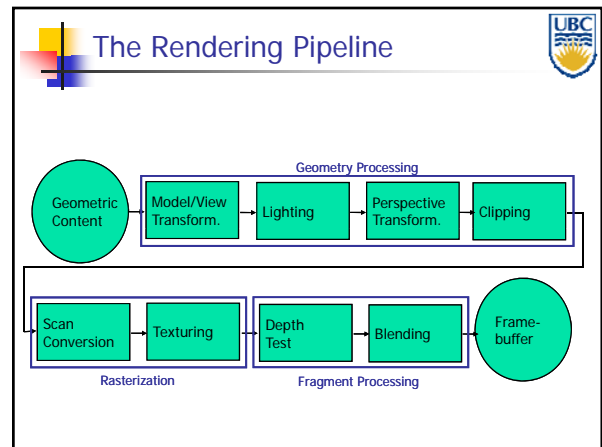 The Rendering Pipeline
UBC
Geometry Processing
Geometric
Content
Model/View
Transform.
Lighting
Perspective
Transform.
Clipping
Scan
Conversion
Texturing
Depth
Test
Blending
Frame-
buffer
Rasterization
Fragment Processing